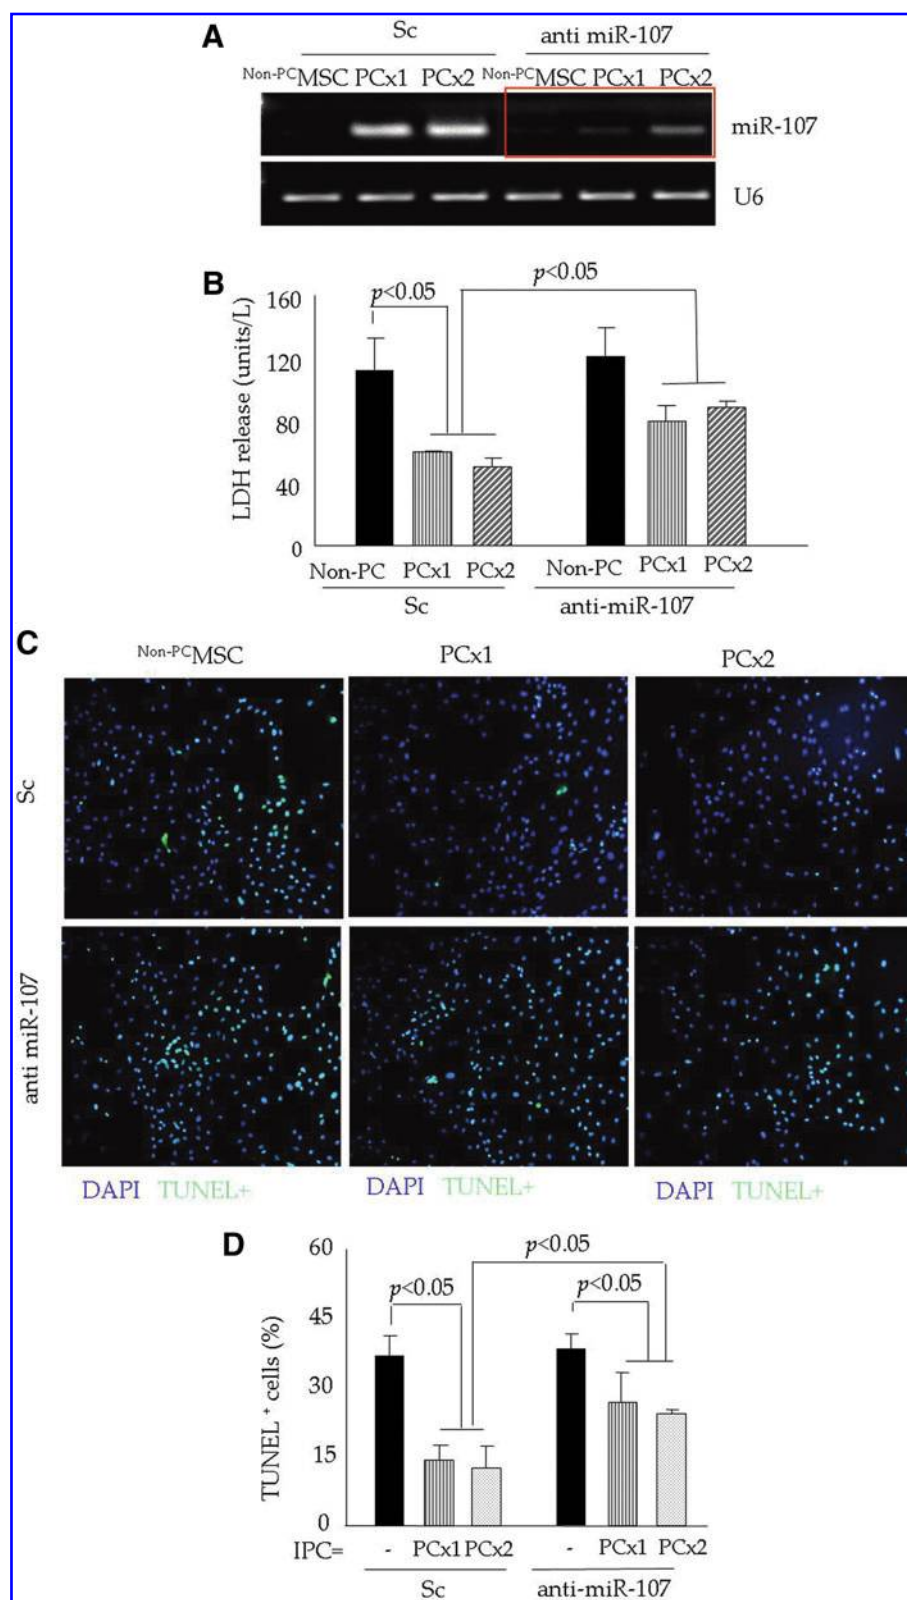 A
Sc anti miR-107
Non-PCMSC PCx1 PCx2 Non-PCMSC PCx1 PCx2
miR-107
U6
B
LDH release (units/L)
160
120
80
40
0
p<0.05
p<0.05
Non-PC PCx1 PCx2 Non-PC PCx1 PCx2
Sc anti-miR-107
C
Non-PCMSC PCx1 PCx2
Sc
anti miR-107
DAPI TUNEL+ DAPI TUNEL+ DAPI TUNEL+
D
TUNEL + cells (%)
60
45
30
15
0
p<0.05
p<0.05
p<0.05
IPC= - PCx1 PCx2 - PCx1 PCx2
Sc anti-miR-107